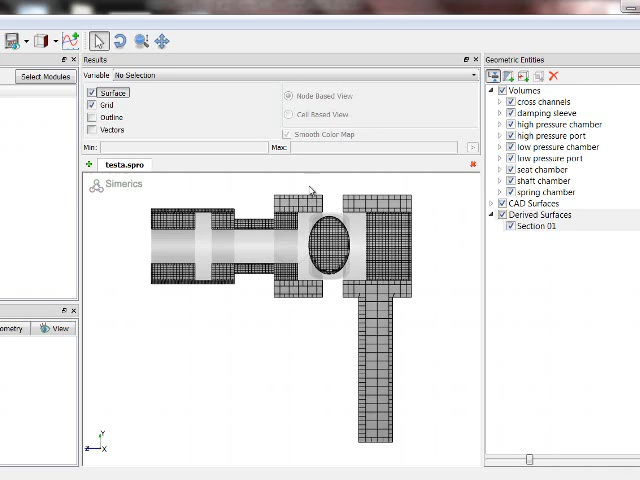 Results
Geometric Entities
Select Modules
Variable No Selection
Surface
Grid
Outline
Vectors
Node Based View
Cell Based View
Smooth Color Map
Min:
Max:
testa.spro
Simerics
Volumes
cross channels
damping sleeve
high pressure chamber
high pressure port
low pressure chamber
low pressure port
seat chamber
shaft chamber
spring chamber
CAD Surfaces
Derived Surfaces
Section 01
ometry
View
Y
Z X